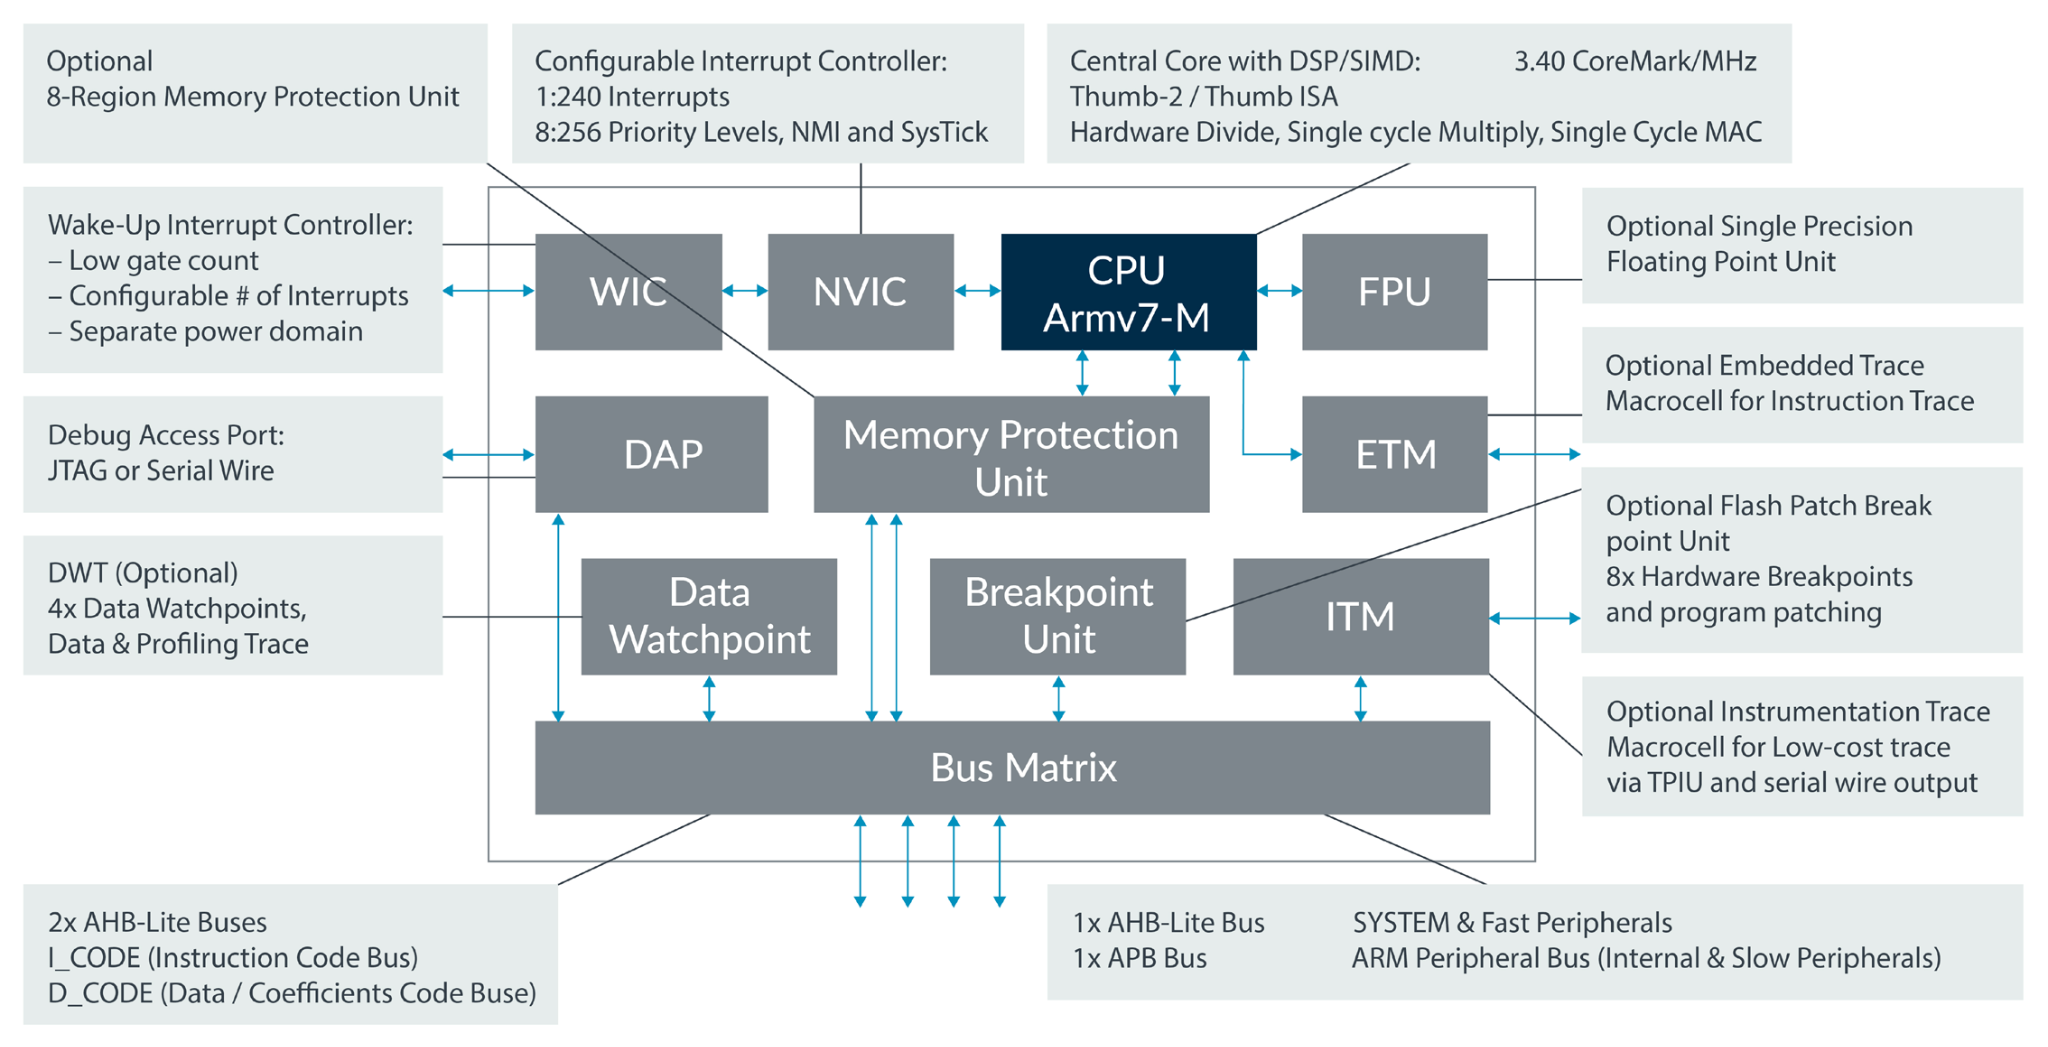 Optional
8-Region Memory Protection Unit
Configurable Interrupt Controller:
1:240 Interrupts
8:256 Priority Levels, NMI and SysTick
Central Core with DSP/SIMD: 3.40 CoreMark/MHz
Thumb-2 / Thumb ISA
Hardware Divide, Single cycle Multiply, Single Cycle MAC
Wake-Up Interrupt Controller:
– Low gate count
– Configurable # of Interrupts
– Separate power domain
WIC
NVIC
CPU
Armv7-M
FPU
Optional Single Precision
Floating Point Unit
Debug Access Port:
JTAG or Serial Wire
DAP
Memory Protection
Unit
ETM
Optional Embedded Trace
Macrocell for Instruction Trace
DWT (Optional)
4x Data Watchpoints,
Data & Profiling Trace
Data
Watchpoint
Breakpoint
Unit
ITM
Optional Flash Patch Break
point Unit
8x Hardware Breakpoints
and program patching
Bus Matrix
Optional Instrumentation Trace
Macrocell for Low-cost trace
via TPIU and serial wire output
2x AHB-Lite Buses
I_CODE (Instruction Code Bus)
D_CODE (Data / Coefficients Code Buse)
1x AHB-Lite Bus SYSTEM & Fast Peripherals
1x APB Bus ARM Peripheral Bus (Internal & Slow Peripherals)